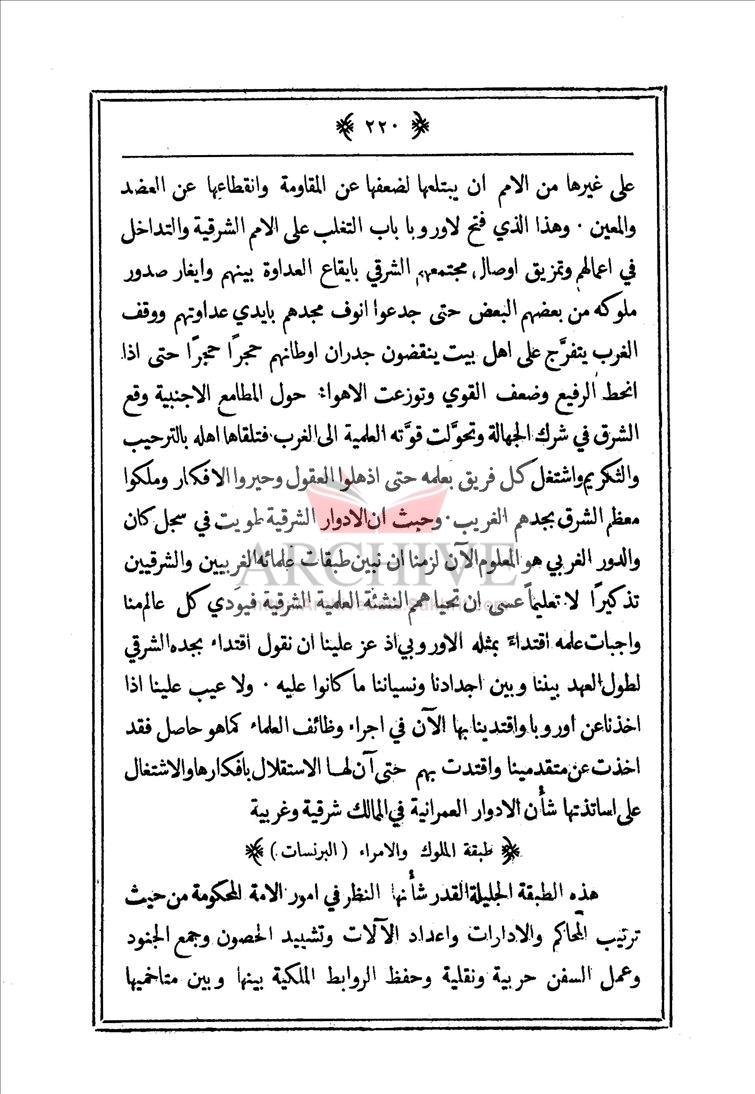 ﴿ ٢٢٠ ﴾
على غيرها من الامم ان يبتلعها لضعفها عن المقاومة وانقطاعها عن العضد
والمعين . وهذا الذي فتح لاوروبا باب التغلب على الامم الشرقية والتداخل
في اعمالهم وتمزيق اوصال مجتمعهم الشرقي بايقاع العداوة بينهم وايغار صدور
ملوكه من بعضهم البعض حتى جدعوا انوف مجدهم بايدي عداوتهم ووقف
الغرب يتفرَّج على اهل بيت ينقضون جدران اوطانهم حجرًا حجرًا حتى اذا
انحط الرفيع وضعف القوي وتوزعت الاهواء حول المطامع الاجنبية وقع
الشرق في شرك الجهالة وتحوَّلت قوَّته العلمية الى الغرب فتلقاها اهله بالترحيب
والتكريم واشتغل كل فريق بعلمه حتى اذهلوا العقول وحيروا الافكار وملكوا
معظم الشرق بجدهم الغريب . وحيث ان الادوار الشرقية طويت في سجل كان
والدور الغربي هو المعلوم الآن لزمنا ان نبين طبقات علمائه الغربيين والشرقيين
تذكيرًا لا تعليماً عسى ان تحيا همم النشئة العلمية الشرقية فيؤدي كل عالم منا
واجبات علمه اقتداءً بمثله الاوروبي اذ عز علينا ان نقول اقتداء بجده الشرقي
لطول العهد بيننا وبين اجدادنا ونسياننا ما كانوا عليه . ولا عيب علينا اذا
اخذنا عن اوروبا واقتدينا بها الآن في اجراء وظائف العلماء كما هو حاصل فقد
اخذت عن متقدمينا واقتدت بهم حتى آن لها الاستقلال بافكارها والاشتغال
على اساتذتها شأن الادوار العمرانية في الممالك شرقية وغربية
﴿ طبقة الملوك والامراء (البرنسات) ﴾
هذه الطبقة الجليلة القدر شأنها النظر في امور الامة المحكومة من حيث
ترتيب المحاكم والادارات واعداد الآلات وتشييد الحصون وجمع الجنود
وعمل السفن حربية ونقلية وحفظ الروابط الملكية بينها وبين متاخميها
ARCHIVE